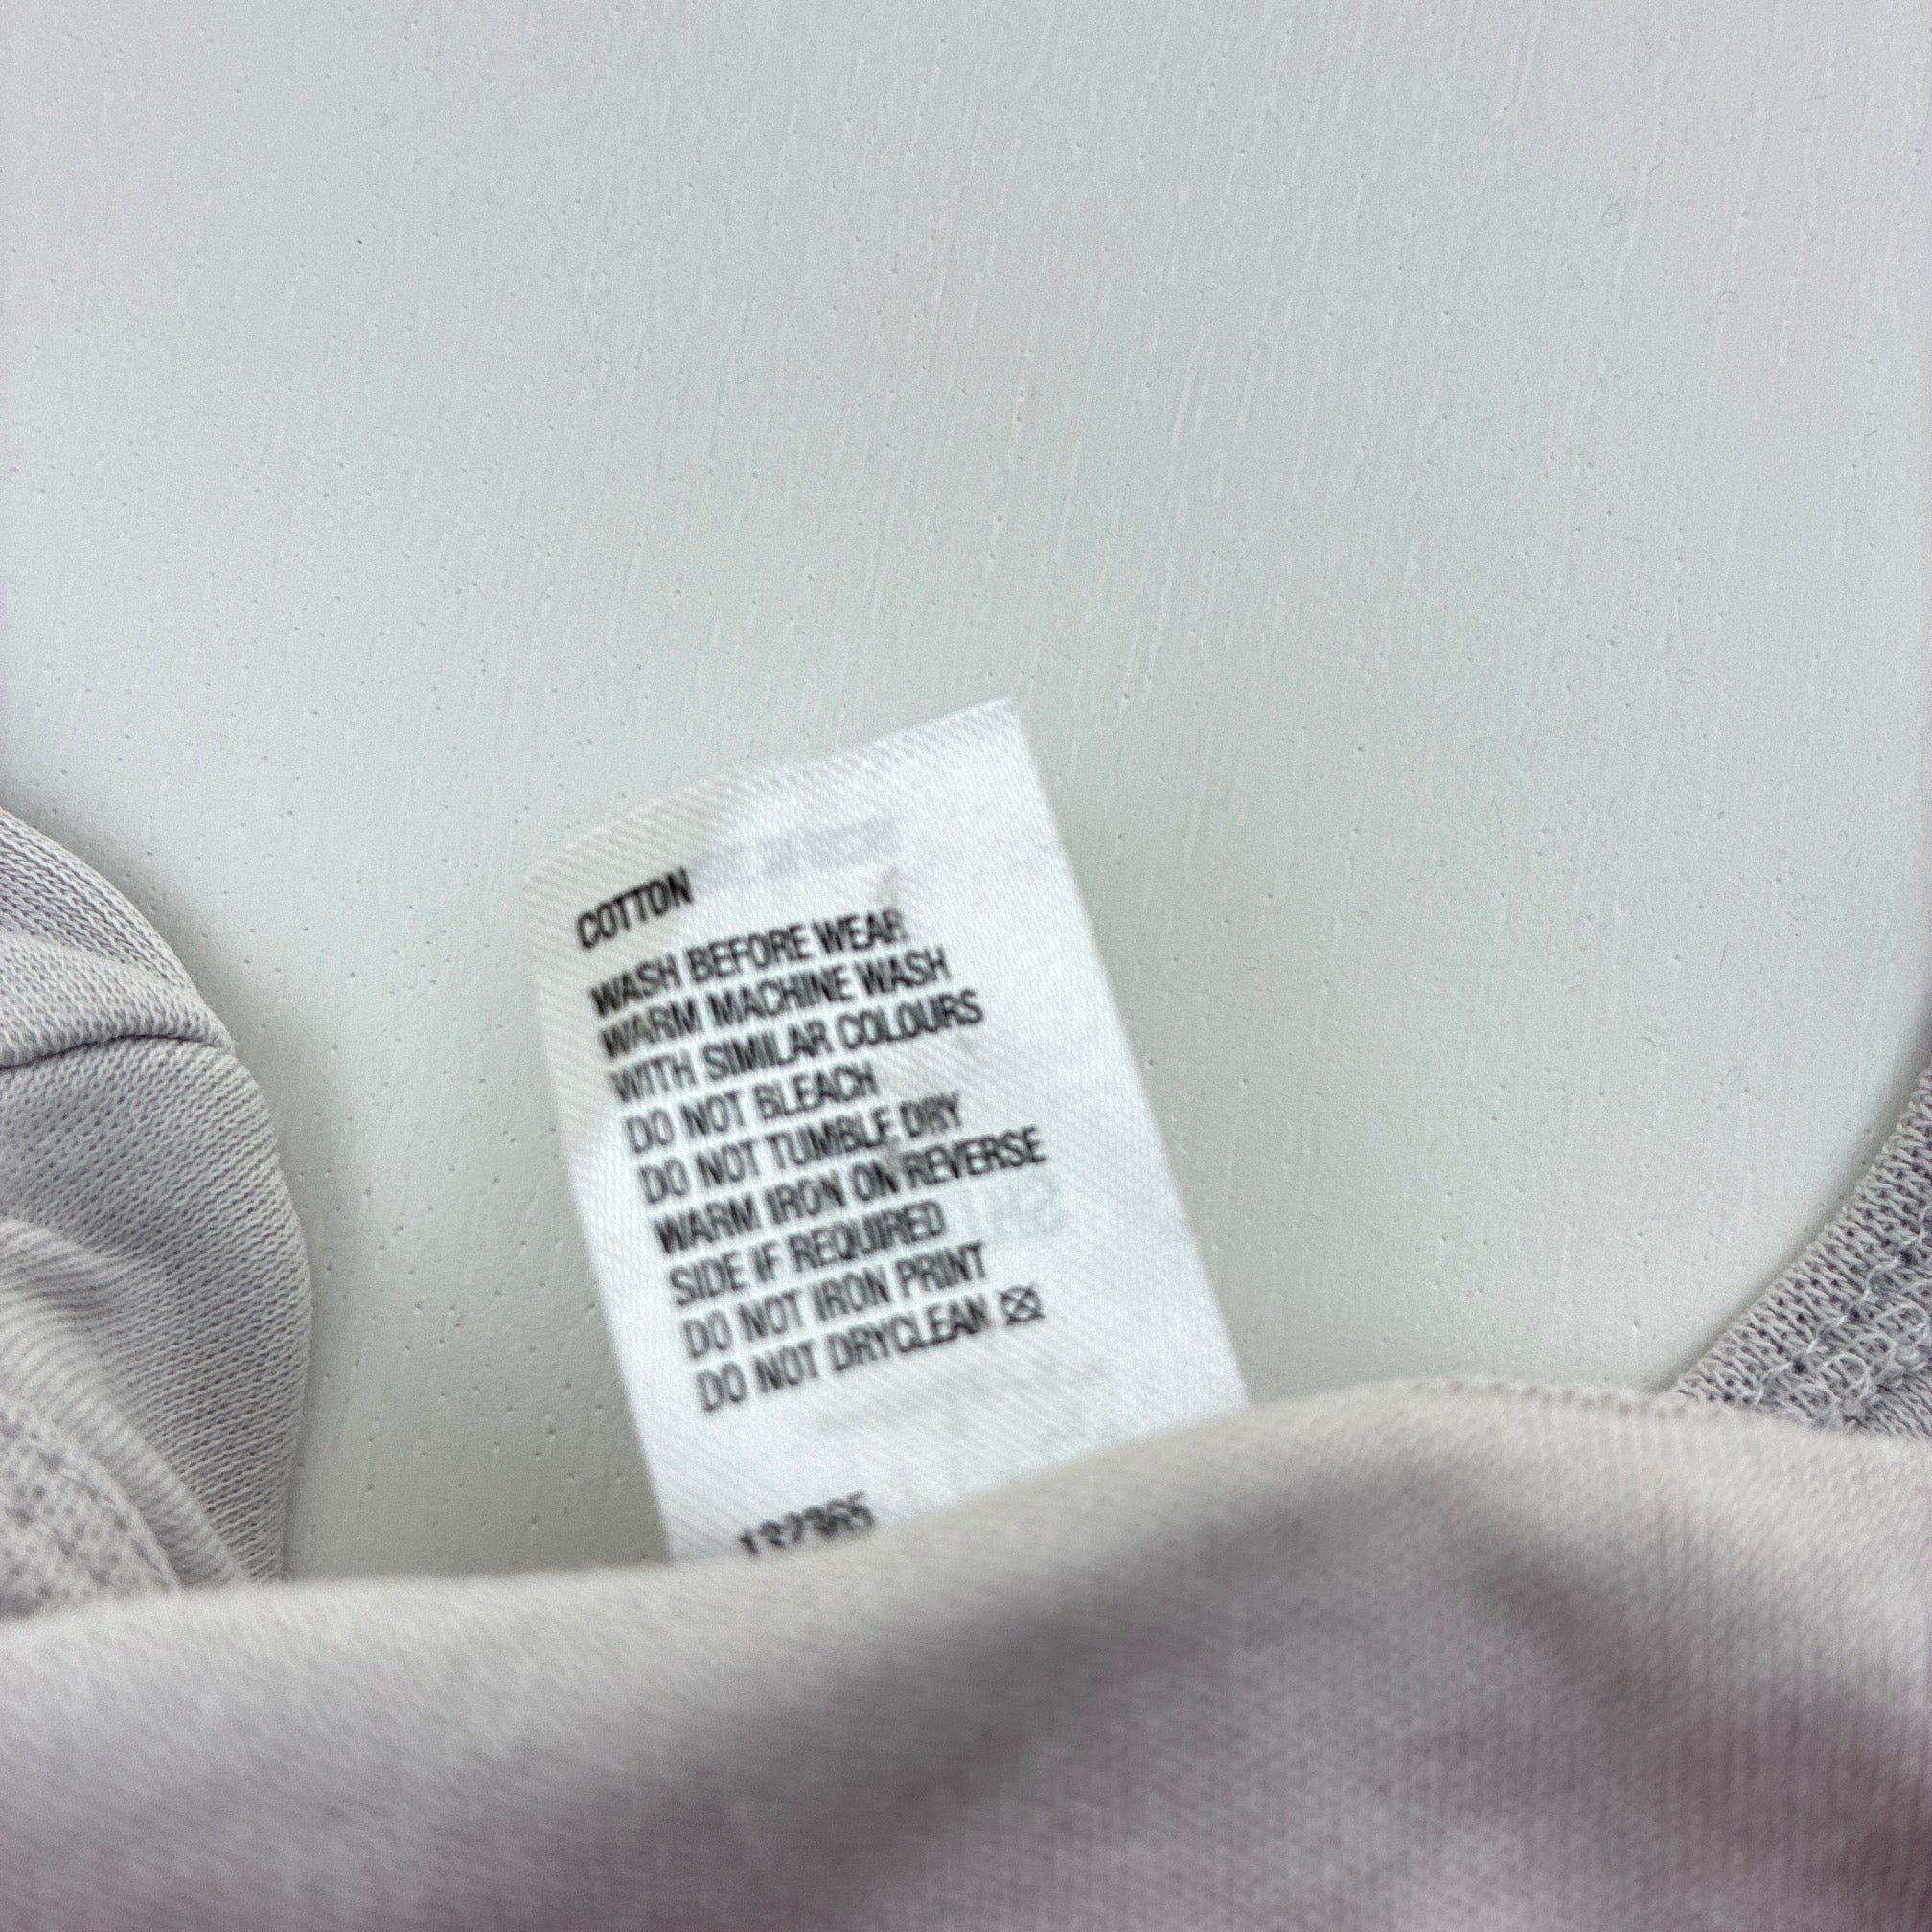 COTTON
WASH BEFORE WEAR
WARM MACHINE WASH
WITH SIMILAR COLOURS
DO NOT BLEACH
DO NOT TUMBLE DRY
WARM IRON ON REVERSE
SIDE IF REQUIRED
DO NOT IRON PRINT
DO NOT DRYCLEAN
132365